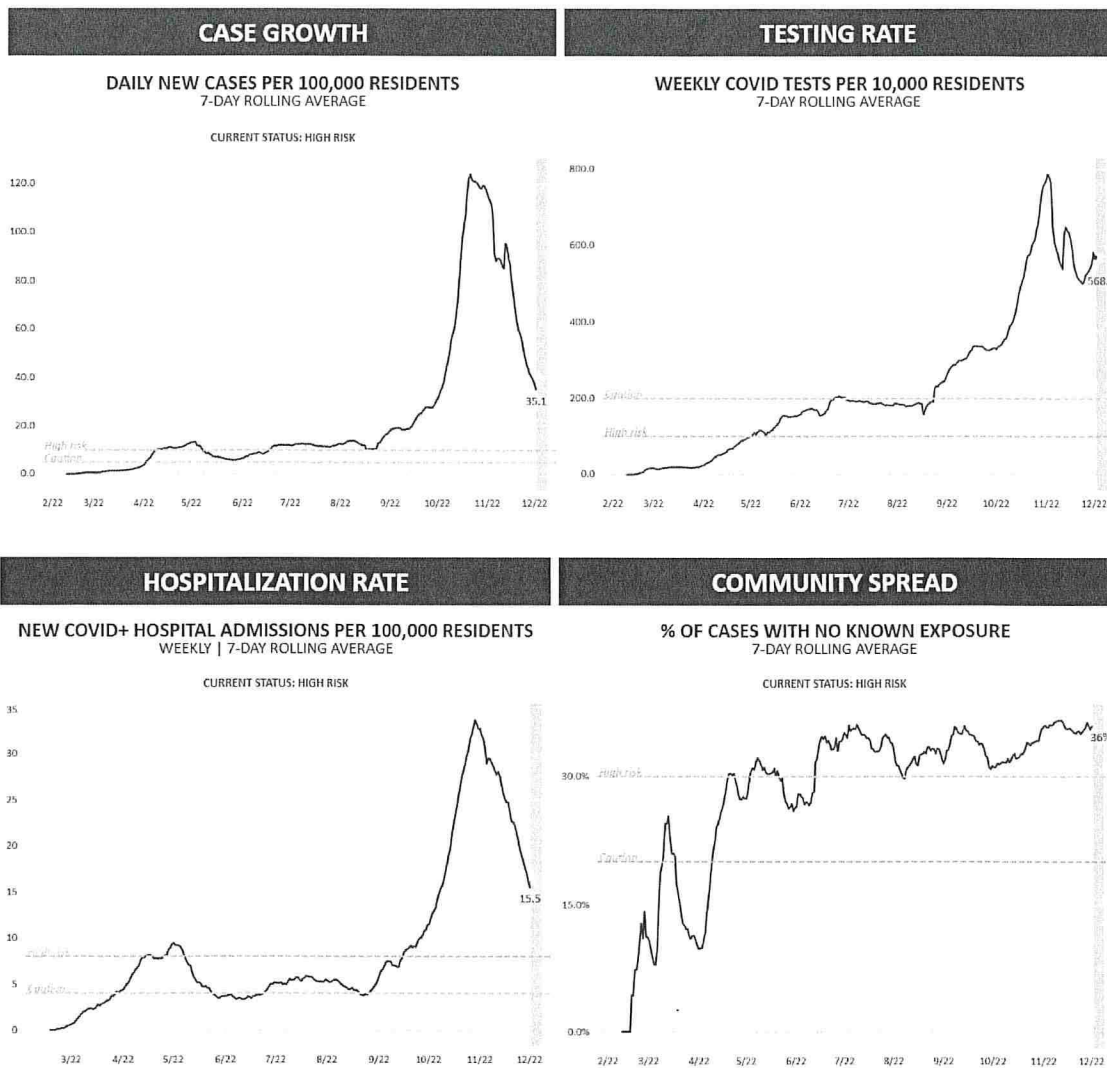 CASE GROWTH
DAILY NEW CASES PER 100,000 RESIDENTS
7-DAY ROLLING AVERAGE
CURRENT STATUS: HIGH RISK
120.0
100.0
80.0
60.0
40.0
35.1
20.0
High risk
Caution
0.0
2/22 3/22 4/22 5/22 6/22 7/22 8/22 9/22 10/22 11/22 12/22
TESTING RATE
WEEKLY COVID TESTS PER 10,000 RESIDENTS
7-DAY ROLLING AVERAGE
800.0
600.0
568.
400.0
200.0
Caution
High risk
0.0
2/22 3/22 4/22 5/22 6/22 7/22 8/22 9/22 10/22 11/22 12/22
HOSPITALIZATION RATE
NEW COVID+ HOSPITAL ADMISSIONS PER 100,000 RESIDENTS
WEEKLY | 7-DAY ROLLING AVERAGE
CURRENT STATUS: HIGH RISK
35
30
25
20
15
15.5
10
High risk
5
Caution
0
3/22 4/22 5/22 6/22 7/22 8/22 9/22 10/22 11/22 12/22
COMMUNITY SPREAD
% OF CASES WITH NO KNOWN EXPOSURE
7-DAY ROLLING AVERAGE
CURRENT STATUS: HIGH RISK
36%
30.0%
High risk
Caution
15.0%
0.0%
2/22 3/22 4/22 5/22 6/22 7/22 8/22 9/22 10/22 11/22 12/22